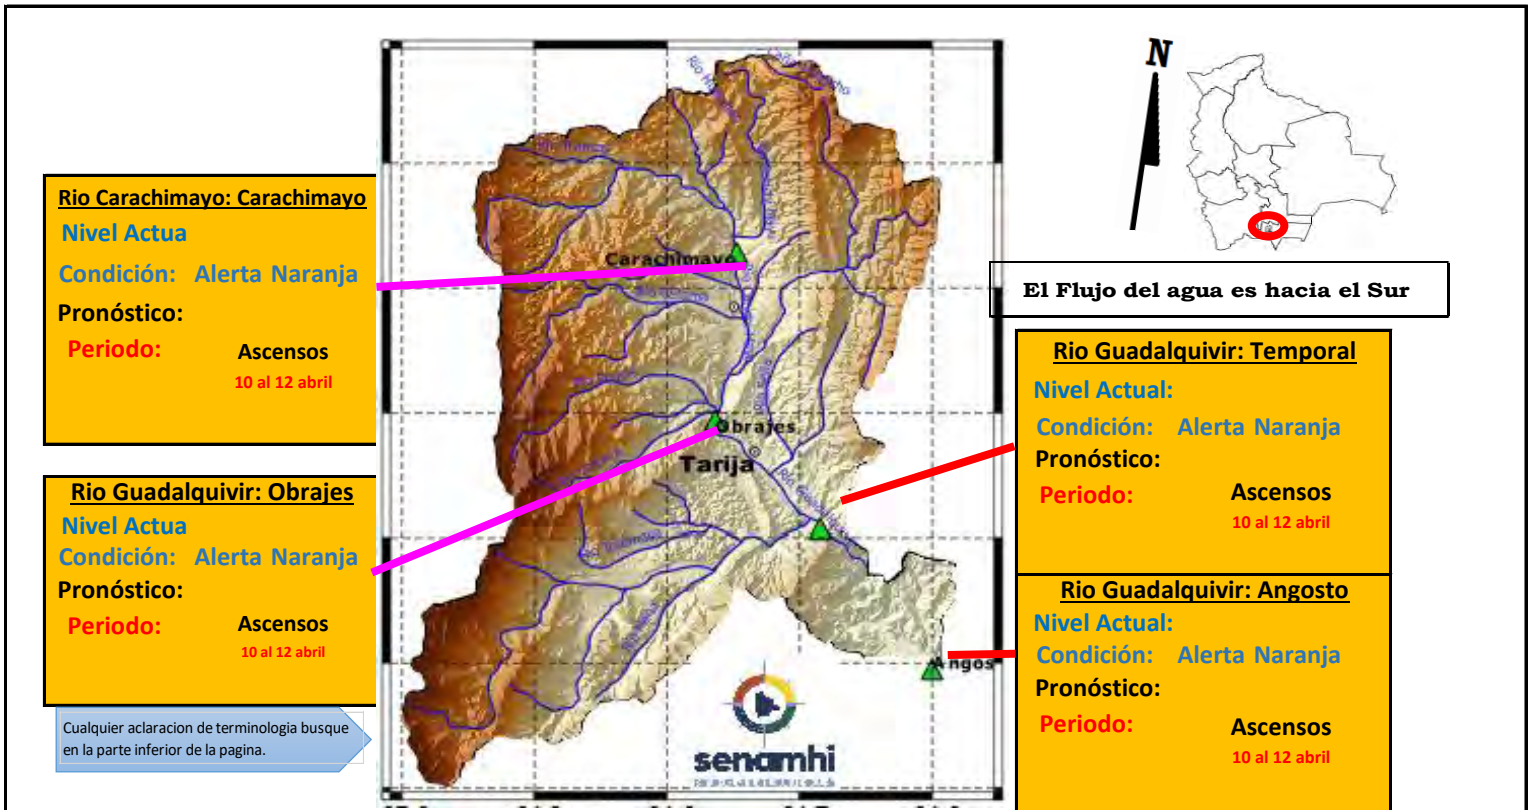 N
Rio Carachimayo: Carachimayo
Nivel Actua
Condición: Alerta Naranja
Pronóstico:
Periodo: Ascensos
10 al 12 abril
Rio Guadalquivir: Obrajes
Nivel Actua
Condición: Alerta Naranja
Pronóstico:
Periodo: Ascensos
10 al 12 abril
Cualquier aclaracion de terminologia busque
en la parte inferior de la pagina.
Carachimayo
Obrajes
Tarija
Angos
senamhi
El Flujo del agua es hacia el Sur
Rio Guadalquivir: Temporal
Nivel Actual:
Condición: Alerta Naranja
Pronóstico:
Periodo: Ascensos
10 al 12 abril
Rio Guadalquivir: Angosto
Nivel Actual:
Condición: Alerta Naranja
Pronóstico:
Periodo: Ascensos
10 al 12 abril